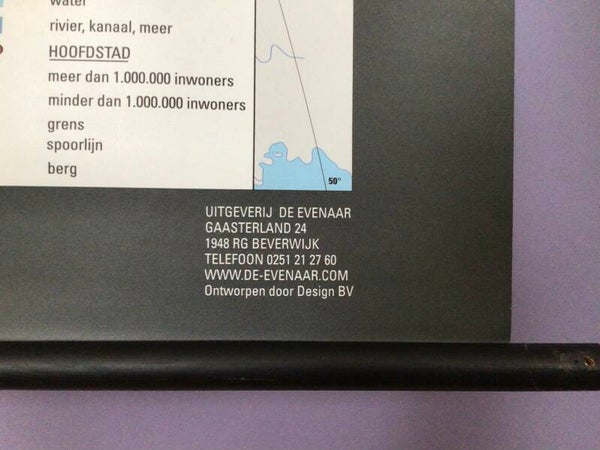 water
rivier, kanaal, meer
HOOFDSTAD
meer dan 1.000.000 inwoners
minder dan 1.000.000 inwoners
grens
spoorlijn
berg
50°
UITGEVERIJ DE EVENAAR
GAASTERLAND 24
1948 RG BEVERWIJK
TELEFOON 0251 21 27 60
WWW.DE-EVENAAR.COM
Ontworpen door Design BV